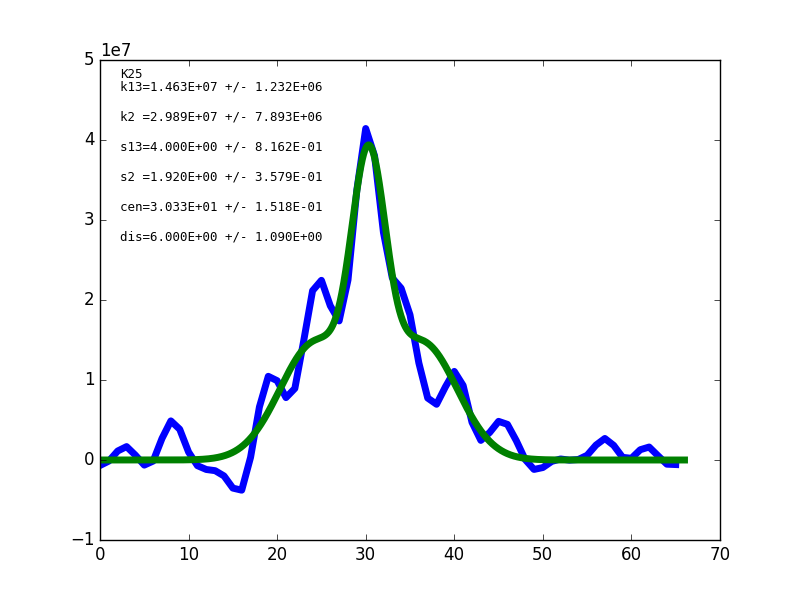 1e7
K25
k13=1.463E+07 +/- 1.232E+06
k2 =2.989E+07 +/- 7.893E+06
s13=4.000E+00 +/- 8.162E-01
s2 =1.920E+00 +/- 3.579E-01
cen=3.033E+01 +/- 1.518E-01
dis=6.000E+00 +/- 1.090E+00
5
4
3
2
1
0
−1
0 10 20 30 40 50 60 70